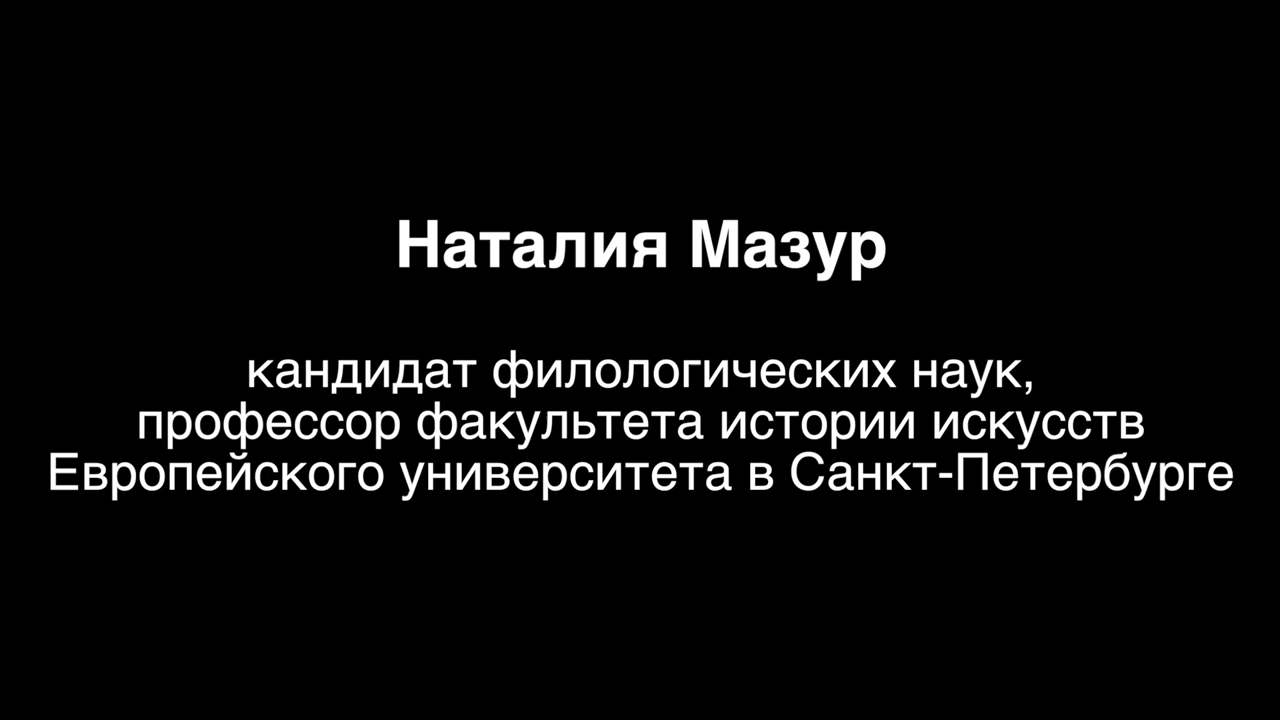 Наталия Мазур
кандидат филологических наук,
профессор факультета истории искусств
Европейского университета в Санкт-Петербурге